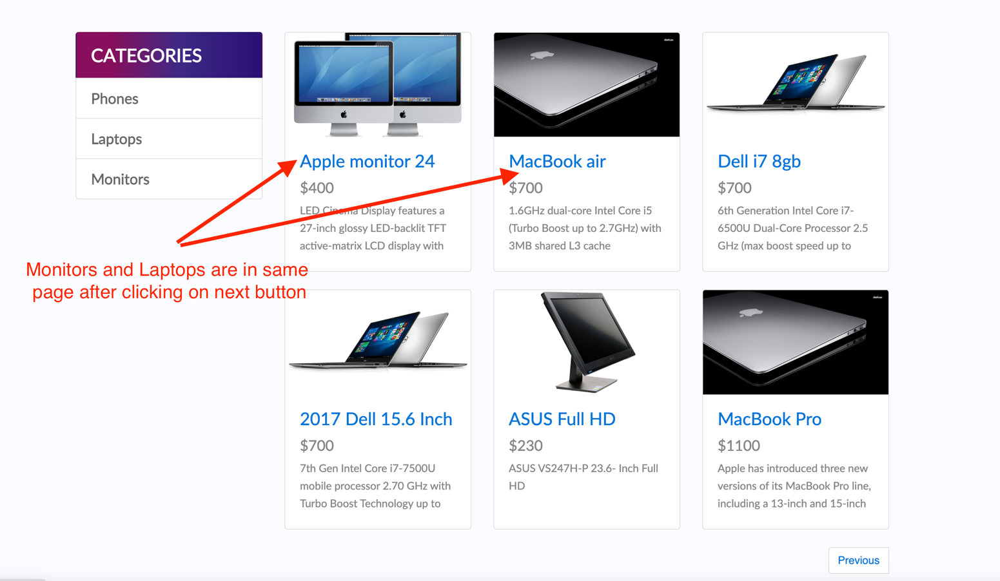 CATEGORIES
Phones
Laptops
Monitors
Monitors and Laptops are in same
page after clicking on next button
Apple monitor 24
$400
LED Cinema Display features a
27-inch glossy LED-backlit TFT
active-matrix LCD display with
MacBook air
$700
1.6GHz dual-core Intel Core i5
(Turbo Boost up to 2.7GHz) with
3MB shared L3 cache
Dell i7 8gb
$700
6th Generation Intel Core i7-
6500U Dual-Core Processor 2.5
GHz (max boost speed up to
2017 Dell 15.6 Inch
$700
7th Gen Intel Core i7-7500U
mobile processor 2.70 GHz with
Turbo Boost Technology up to
ASUS Full HD
$230
ASUS VS247H-P 23.6- Inch Full
HD
MacBook Pro
$1100
Apple has introduced three new
versions of its MacBook Pro line,
including a 13-inch and 15-inch
Previous